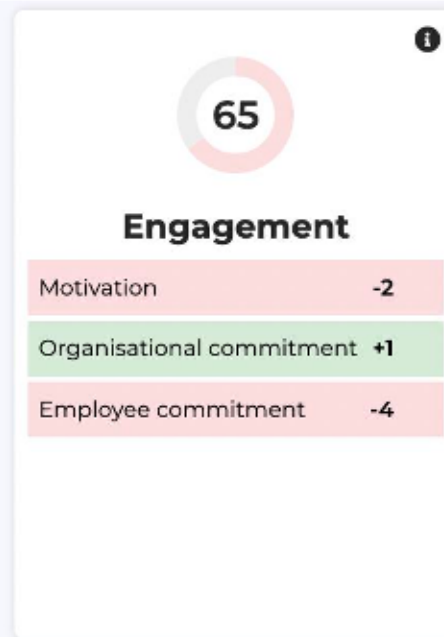 65
Engagement
Motivation -2
Organisational commitment +1
Employee commitment -4